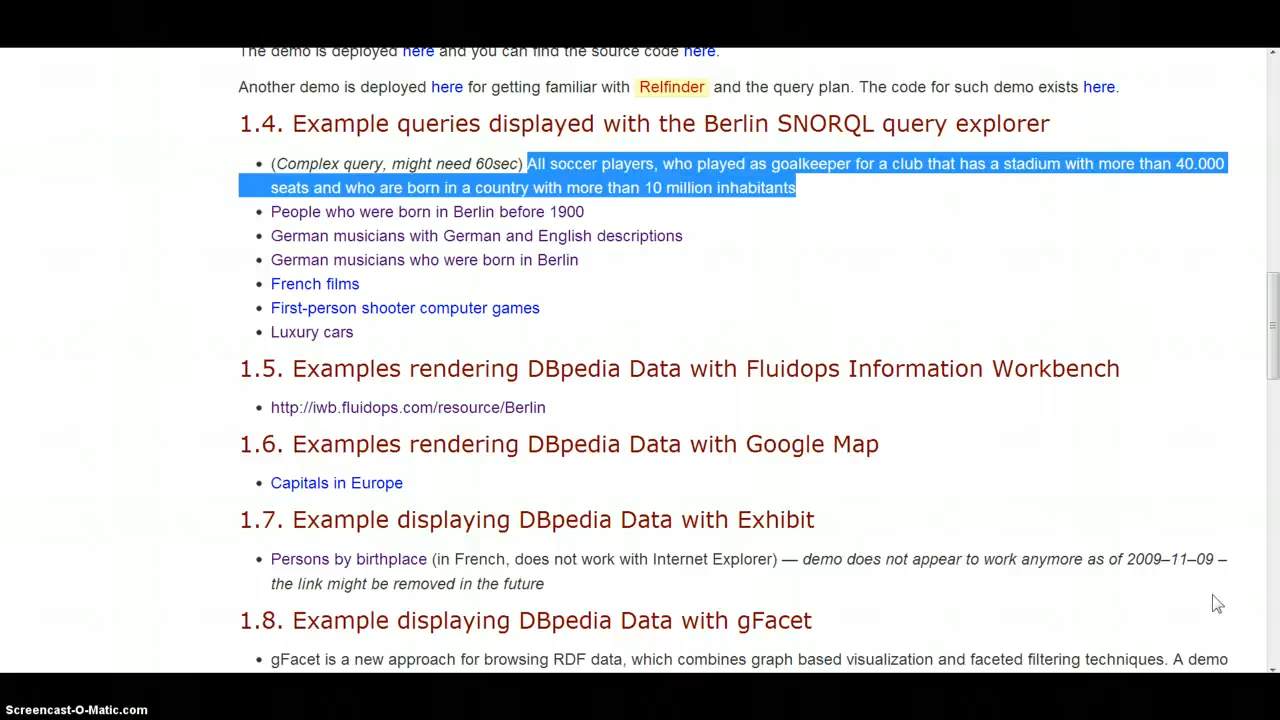 The demo is deployed here and you can find the source code here.
Another demo is deployed here for getting familiar with Relfinder and the query plan. The code for such demo exists here.
1.4. Example queries displayed with the Berlin SNORQL query explorer
• (Complex query, might need 60sec) All soccer players, who played as goalkeeper for a club that has a stadium with more than 40.000
seats and who are born in a country with more than 10 million inhabitants
• People who were born in Berlin before 1900
• German musicians with German and English descriptions
• German musicians who were born in Berlin
• French films
• First-person shooter computer games
• Luxury cars
1.5. Examples rendering DBpedia Data with Fluidops Information Workbench
• http://iwb.fluidops.com/resource/Berlin
1.6. Examples rendering DBpedia Data with Google Map
• Capitals in Europe
1.7. Example displaying DBpedia Data with Exhibit
• Persons by birthplace (in French, does not work with Internet Explorer) — demo does not appear to work anymore as of 2009–11–09 –
the link might be removed in the future
1.8. Example displaying DBpedia Data with gFacet
• gFacet is a new approach for browsing RDF data, which combines graph based visualization and faceted filtering techniques. A demo
Screencast-O-Matic.com